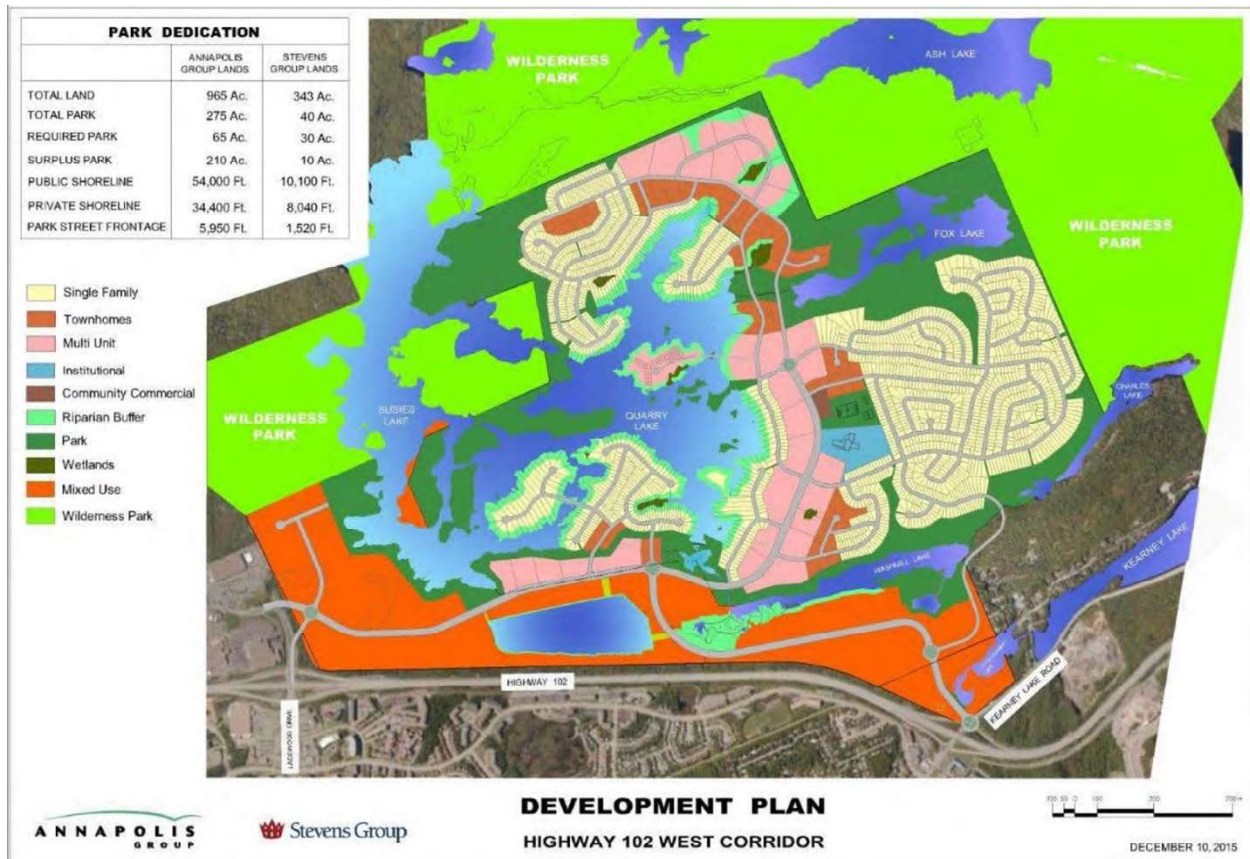 PARK DEDICATION
ANNAPOLIS GROUP LANDS
STEVENS GROUP LANDS
TOTAL LAND 965 Ac. 343 Ac.
TOTAL PARK 275 Ac. 40 Ac.
REQUIRED PARK 65 Ac. 30 Ac.
SURPLUS PARK 210 Ac. 10 Ac.
PUBLIC SHORELINE 54,000 Ft. 10,100 Ft.
PRIVATE SHORELINE 34,400 Ft. 8,040 Ft.
PARK STREET FRONTAGE 5,950 Ft. 1,520 Ft.
Single Family
Townhomes
Multi Unit
Institutional
Community Commercial
Riparian Buffer
Park
Wetlands
Mixed Use
Wilderness Park
WILDERNESS
PARK
ASH LAKE
FOX LAKE
WILDERNESS
PARK
CHARLES
LAKE
WILDERNESS
PARK
SUSIES
LAKE
QUARRY
LAKE
WASHMILL LAKE
KEARNEY LAKE
HIGHWAY 102
KEARNEY LAKE ROAD
LACEWOOD DRIVE
ANNAPOLIS
GROUP
Stevens Group
DEVELOPMENT PLAN
HIGHWAY 102 WEST CORRIDOR
DECEMBER 10, 2015